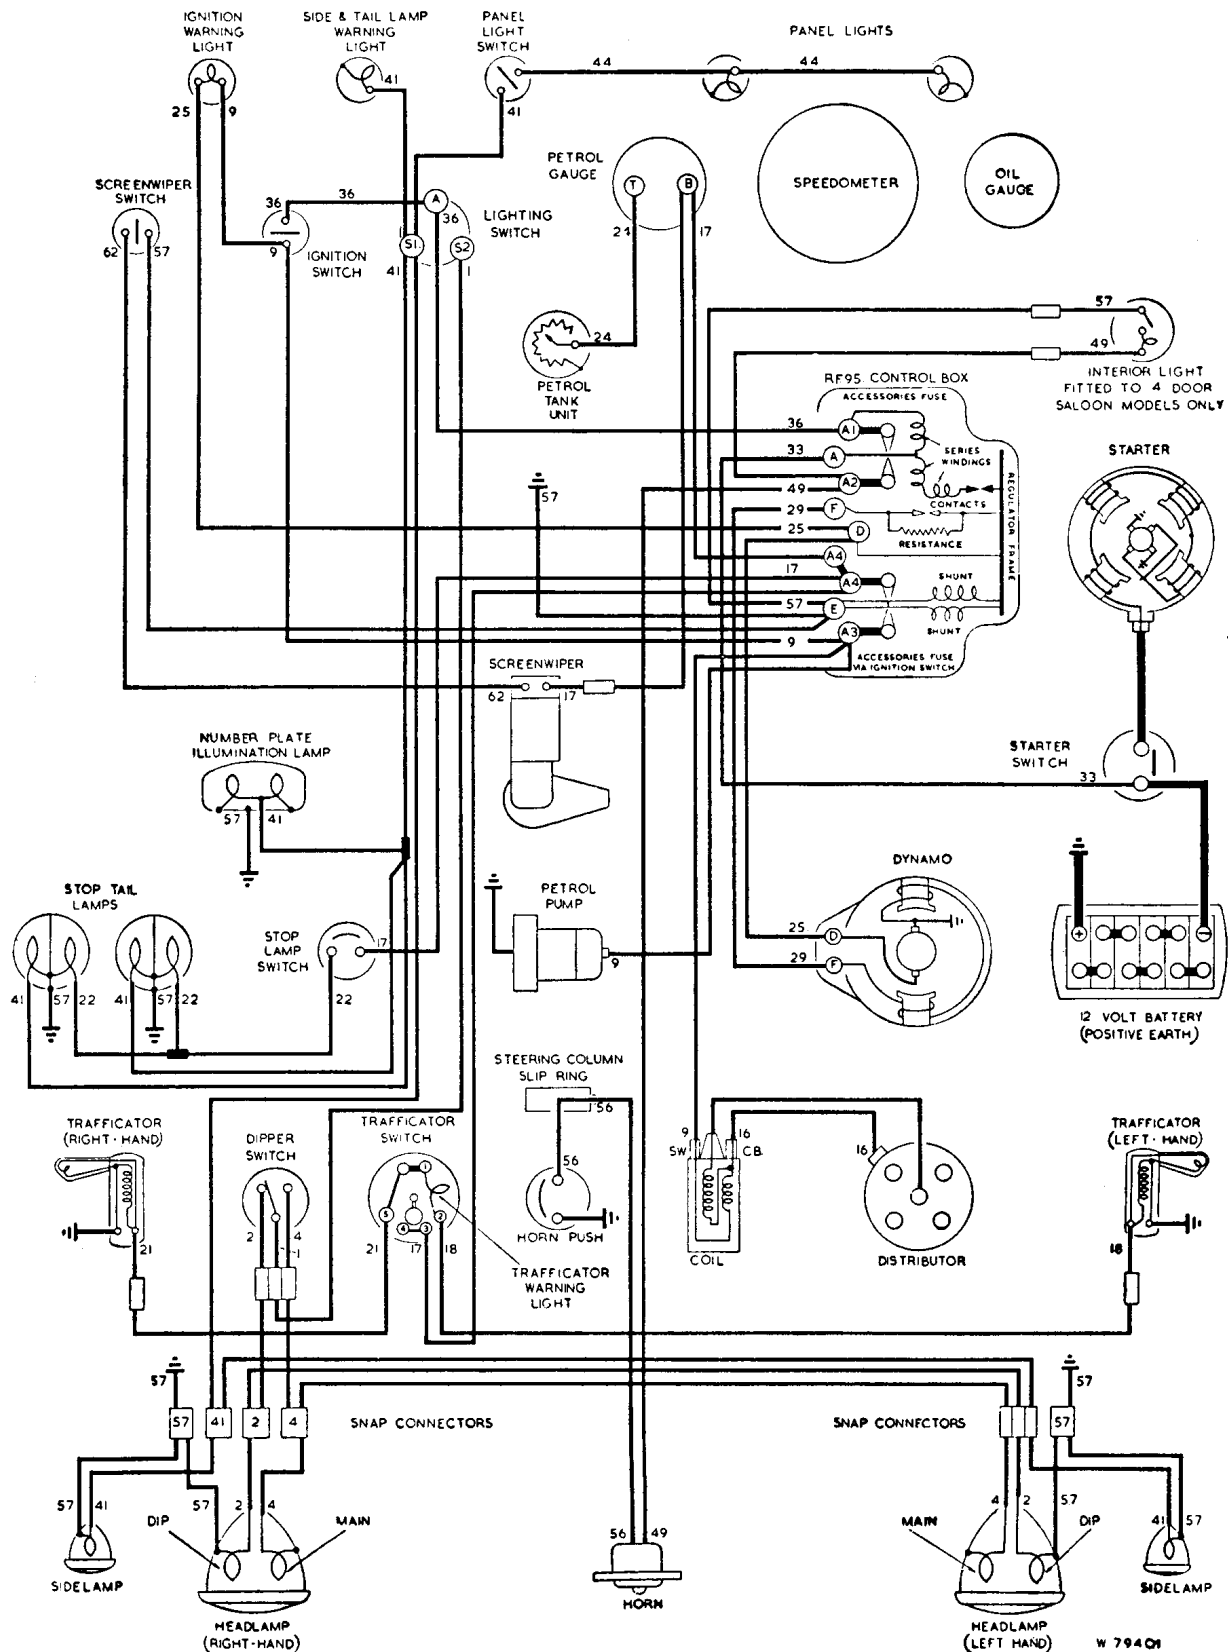 IGNITION
WARNING
LIGHT
SIDE & TAIL LAMP
WARNING
LIGHT
PANEL
LIGHT
SWITCH
PANEL LIGHTS
44
44
41
41
25
9
PETROL
GAUGE
T
B
SPEEDOMETER
OIL
GAUGE
SCREENWIPER
SWITCH
36
36
A
36
LIGHTING
SWITCH
62
57
9
IGNITION
SWITCH
S1
S2
41
1
24
17
24
PETROL
TANK
UNIT
57
49
INTERIOR LIGHT
FITTED TO 4 DOOR
SALOON MODELS ONLY
RF95 CONTROL BOX
ACCESSORIES FUSE
36
A1
33
A
SERIES
WINDINGS
A2
49
CONTACTS
29
F
25
D
RESISTANCE
REGULATOR FRAME
A4
17
A4
SHUNT
57
E
SHUNT
9
A3
ACCESSORIES FUSE
VIA IGNITION SWITCH
57
STARTER
SCREENWIPER
62
17
STARTER
SWITCH
33
NUMBER PLATE
ILLUMINATION LAMP
57
41
STOP TAIL
LAMPS
STOP
LAMP
SWITCH
17
22
41
57
22
41
57
22
PETROL
PUMP
9
DYNAMO
25
D
29
F
+
-
12 VOLT BATTERY
(POSITIVE EARTH)
STEERING COLUMN
SLIP RING
56
TRAFFICATOR
(RIGHT-HAND)
21
DIPPER
SWITCH
2
4
1
TRAFFICATOR
SWITCH
1
5
4
3
2
21
17
18
TRAFFICATOR
WARNING
LIGHT
56
HORN PUSH
9
16
SW
C.B.
COIL
16
DISTRIBUTOR
TRAFFICATOR
(LEFT-HAND)
18
57
57
41
2
4
SNAP CONNECTORS
SNAP CONNECTORS
57
57
57
41
57
2
4
DIP
MAIN
SIDELAMP
HEADLAMP
(RIGHT-HAND)
56
49
HORN
4
2
57
MAIN
DIP
41
57
HEADLAMP
(LEFT HAND)
SIDELAMP
W 79401